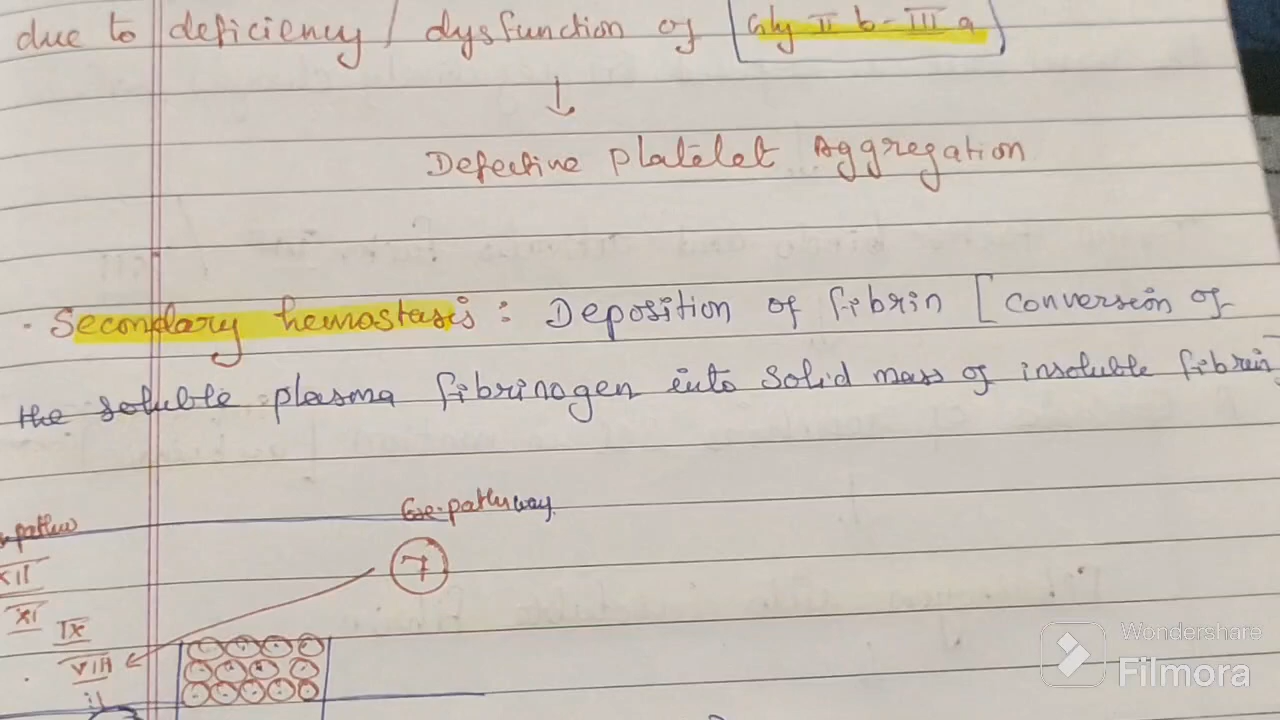 due to deficiency / dysfunction of [Gly II b - III a]
↓
Defective Platelet Aggregation
. Secondary hemostasis : Deposition of fibrin [conversion of
the soluble plasma fibrinogen into solid mass of insoluble fibrin
Exe-pathway
XII
7
XI
IX
VIII
Wondershare
Filmora